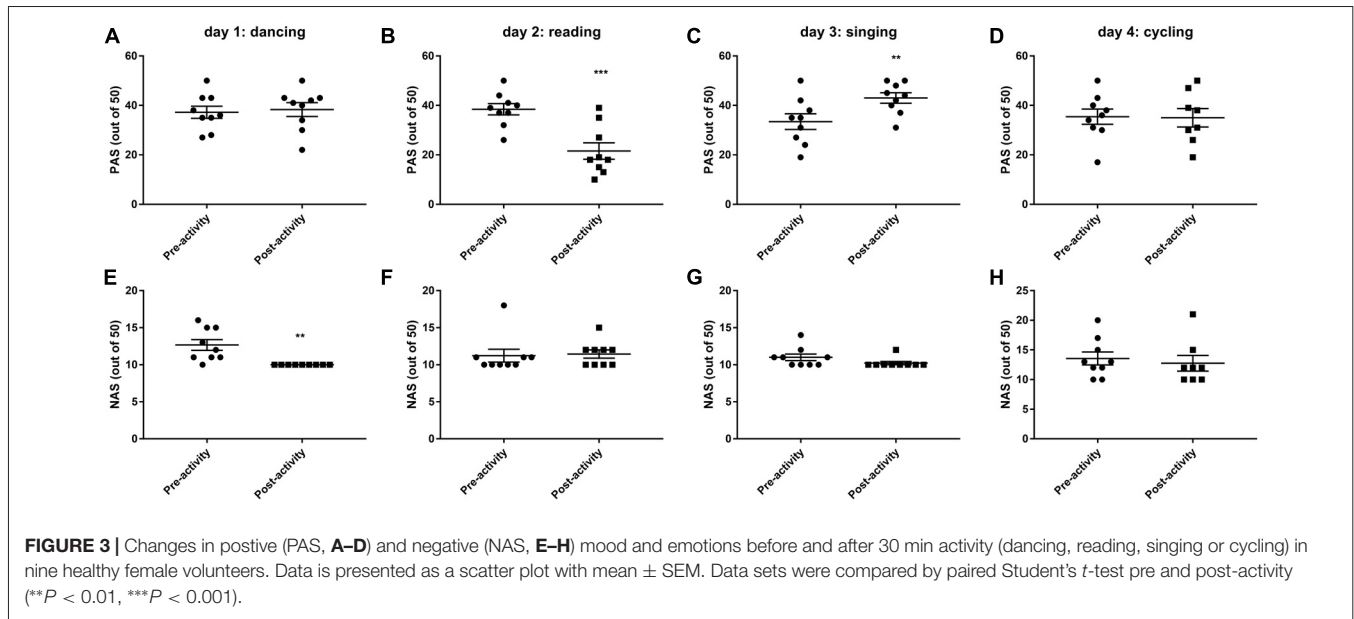 A day 1: dancing
B day 2: reading
C day 3: singing
D day 4: cycling
PAS (out of 50)
60
40
20
0
Pre-activity
Post-activity
PAS (out of 50)
60
40
20
0
***
Pre-activity
Post-activity
PAS (out of 50)
60
40
20
0
**
Pre-activity
Post-activity
PAS (out of 50)
60
40
20
0
Pre-activity
Post-activity
E
NAS (out of 50)
20
15
10
5
0
**
Pre-activity
Post-activity
F
NAS (out of 50)
20
15
10
5
0
Pre-activity
Post-activity
G
NAS (out of 50)
20
15
10
5
0
Pre-activity
Post-activity
H
NAS (out of 50)
25
20
15
10
5
0
Pre-activity
Post-activity
FIGURE 3 | Changes in postive (PAS, A–D) and negative (NAS, E–H) mood and emotions before and after 30 min activity (dancing, reading, singing or cycling) in
nine healthy female volunteers. Data is presented as a scatter plot with mean ± SEM. Data sets were compared by paired Student's t-test pre and post-activity
(**P < 0.01, ***P < 0.001).